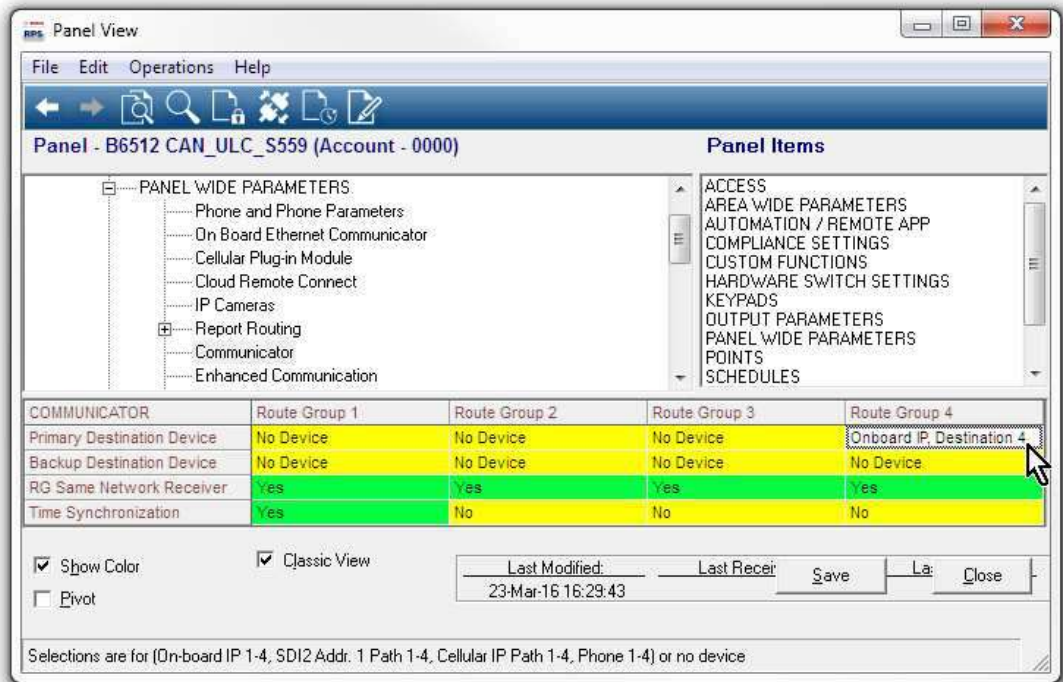 RPS Panel View
File Edit Operations Help
Panel - B6512 CAN_ULC_S559 (Account - 0000)
Panel Items
PANEL WIDE PARAMETERS
Phone and Phone Parameters
On Board Ethernet Communicator
Cellular Plug-in Module
Cloud Remote Connect
IP Cameras
Report Routing
Communicator
Enhanced Communication
ACCESS
AREA WIDE PARAMETERS
AUTOMATION / REMOTE APP
COMPLIANCE SETTINGS
CUSTOM FUNCTIONS
HARDWARE SWITCH SETTINGS
KEYPADS
OUTPUT PARAMETERS
PANEL WIDE PARAMETERS
POINTS
SCHEDULES
COMMUNICATOR Route Group 1 Route Group 2 Route Group 3 Route Group 4
Primary Destination Device No Device No Device No Device Onboard IP, Destination 4
Backup Destination Device No Device No Device No Device No Device
RG Same Network Receiver Yes Yes Yes Yes
Time Synchronization Yes No No No
Show Color Classic View Last Modified: Last Recei Save La Close
23-Mar-16 16:29:43
Pivot
Selections are for (On-board IP 1-4, SDI2 Addr. 1 Path 1-4, Cellular IP Path 1-4, Phone 1-4) or no device